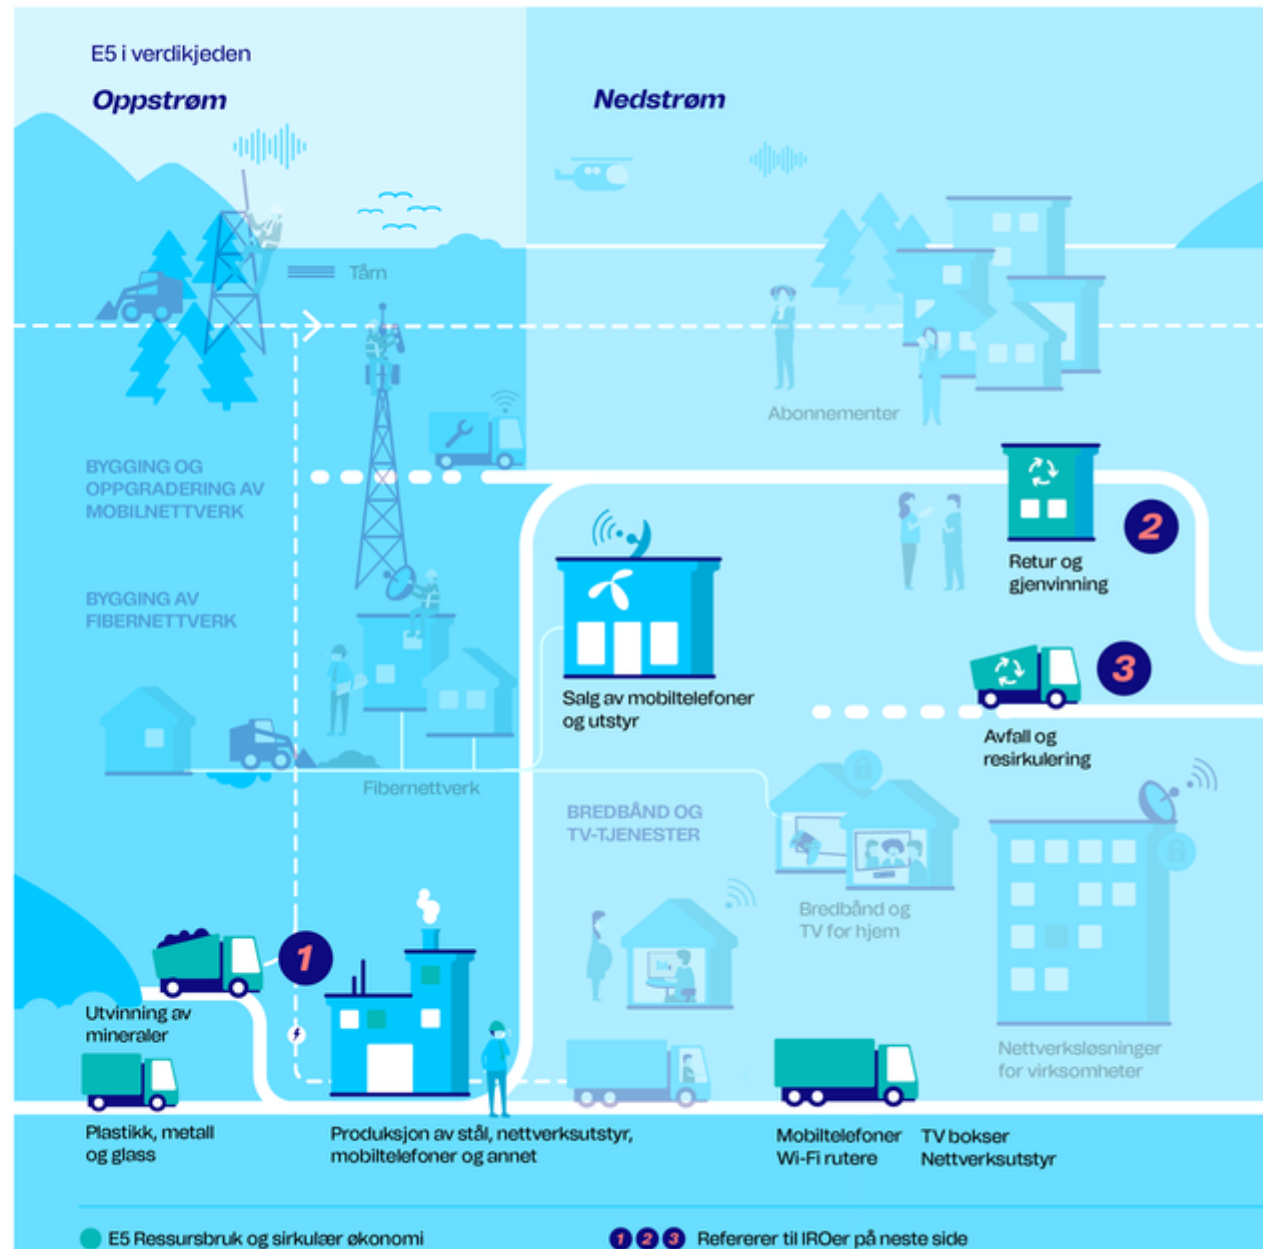 E5 i verdikjeden
Oppstrøm
Nedstrøm
Tårn
Abonnementer
BYGGING OG
OPPGRADERING AV
MOBILNETTVERK
Retur og
gjenvinning
2
BYGGING AV
FIBERNETTVERK
Salg av mobiltelefoner
og utstyr
3
Avfall og
resirkulering
Fibernettverk
BREDBÅND OG
TV-TJENESTER
Bredbånd og
TV for hjem
1
Utvinning av
mineraler
Nettverksløsninger
for virksomheter
Plastikk, metall
og glass
Produksjon av stål, nettverksutstyr,
mobiltelefoner og annet
Mobiltelefoner
Wi-Fi rutere
TV bokser
Nettverksutstyr
E5 Ressursbruk og sirkulær økonomi
1 2 3 Refererer til IROer på neste side